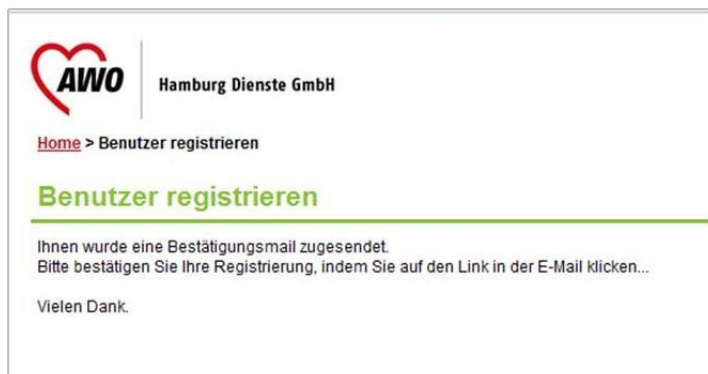 AWO
Hamburg Dienste GmbH
Home > Benutzer registrieren
Benutzer registrieren
Ihnen wurde eine Bestätigungsmail zugesendet.
Bitte bestätigen Sie Ihre Registrierung, indem Sie auf den Link in der E-Mail klicken...
Vielen Dank.